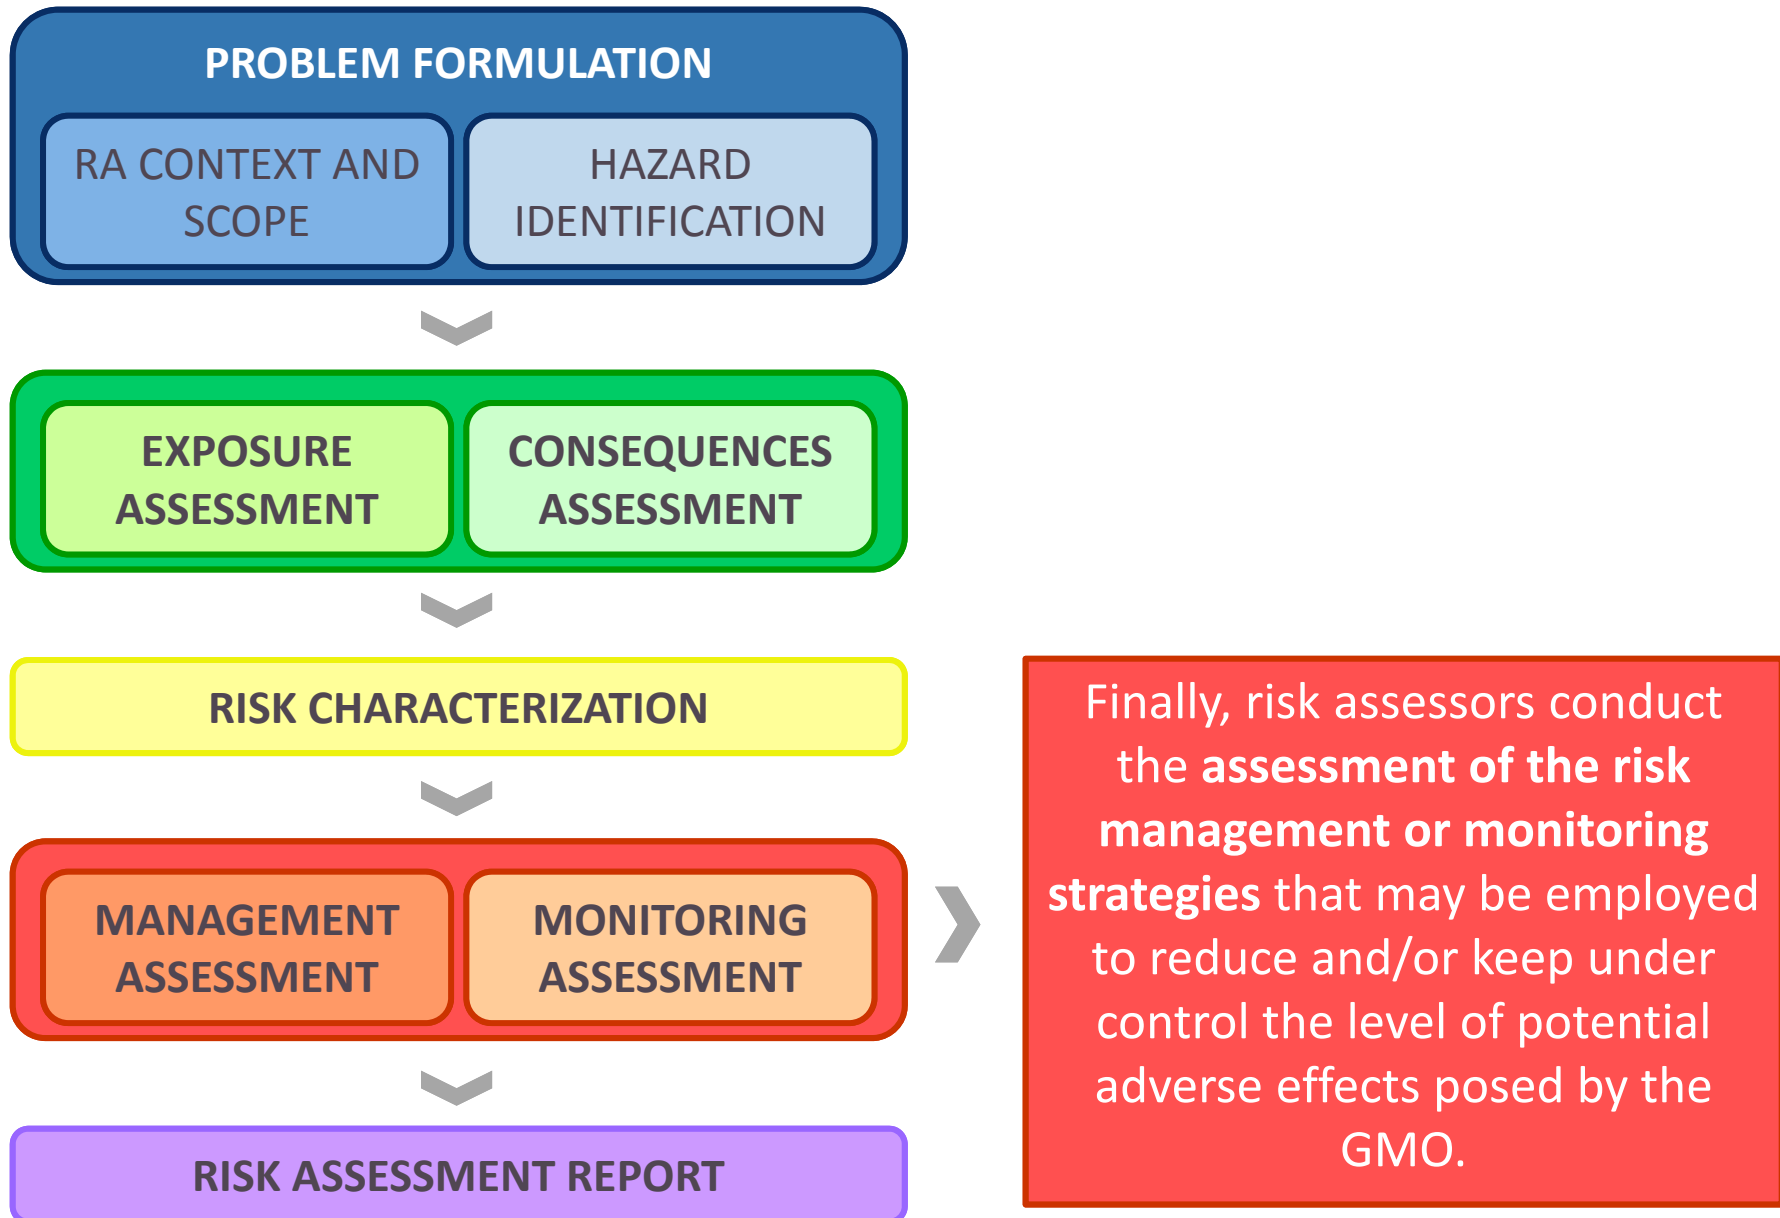 PROBLEM FORMULATION
RA CONTEXT AND
SCOPE
HAZARD
IDENTIFICATION
EXPOSURE
ASSESSMENT
CONSEQUENCES
ASSESSMENT
RISK CHARACTERIZATION
MANAGEMENT
ASSESSMENT
MONITORING
ASSESSMENT
Finally, risk assessors conduct
the assessment of the risk
management or monitoring
strategies that may be employed
to reduce and/or keep under
control the level of potential
adverse effects posed by the
GMO.
RISK ASSESSMENT REPORT